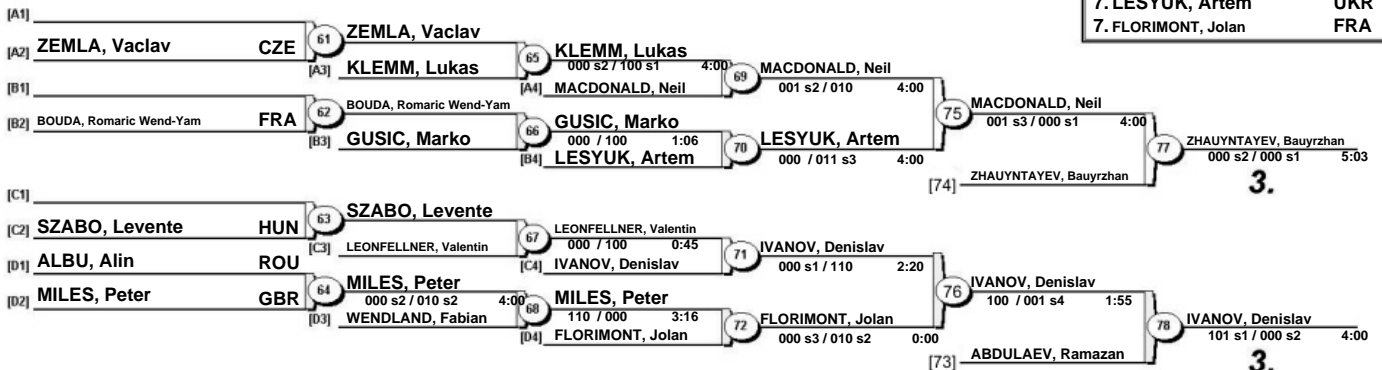 7. LESYUK, Artem UKR
7. FLORIMONT, Jolan FRA
[A1]
[A2] ZEMLA, Vaclav CZE
61
ZEMLA, Vaclav
[A3] KLEMM, Lukas
65
KLEMM, Lukas
000 s2 / 100 s1 4:00
[A4] MACDONALD, Neil
69
MACDONALD, Neil
001 s2 / 010 4:00
[B1]
[B2] BOUDA, Romaric Wend-Yam FRA
62
BOUDA, Romaric Wend-Yam
[B3] GUSIC, Marko
66
GUSIC, Marko
000 / 100 1:06
[B4] LESYUK, Artem
70
LESYUK, Artem
000 / 011 s3 4:00
75
MACDONALD, Neil
001 s3 / 000 s1 4:00
[74] ZHAUYNTAYEV, Bauyrzhan
77
ZHAUYNTAYEV, Bauyrzhan
000 s2 / 000 s1 5:03
3.
[C1]
[C2] SZABO, Levente HUN
63
SZABO, Levente
[C3] LEONFELLNER, Valentin
67
LEONFELLNER, Valentin
000 / 100 0:45
[C4] IVANOV, Denislav
71
IVANOV, Denislav
000 s1 / 110 2:20
[D1] ALBU, Alin ROU
[D2] MILES, Peter GBR
64
MILES, Peter
000 s2 / 010 s2 4:00
[D3] WENDLAND, Fabian
68
MILES, Peter
110 / 000 3:16
[D4] FLORIMONT, Jolan
72
FLORIMONT, Jolan
000 s3 / 010 s2 0:00
76
IVANOV, Denislav
100 / 001 s4 1:55
[73] ABDULAEV, Ramazan
78
IVANOV, Denislav
101 s1 / 000 s2 4:00
3.